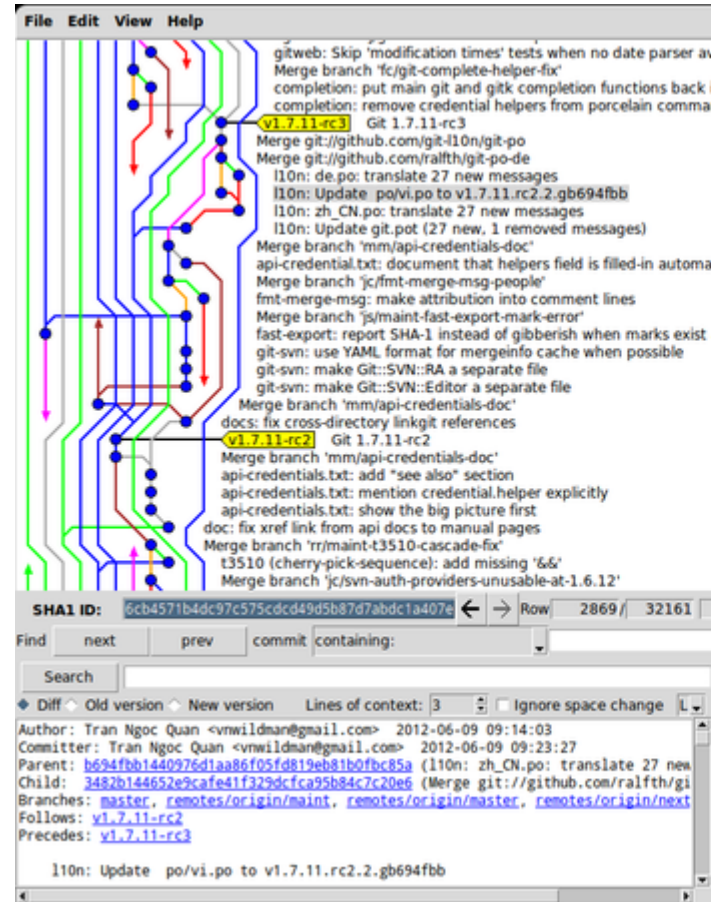 File Edit View Help
gitweb: Skip 'modification times' tests when no date parser av
Merge branch 'fc/git-complete-helper-fix'
completion: put main git and gitk completion functions back
completion: remove credential helpers from porcelain comma
v1.7.11-rc3 Git 1.7.11-rc3
Merge git://github.com/git-l10n/git-po
Merge git://github.com/ralfth/git-po-de
l10n: de.po: translate 27 new messages
l10n: Update po/vi.po to v1.7.11.rc2.2.gb694fbb
l10n: zh_CN.po: translate 27 new messages
l10n: Update git.pot (27 new, 1 removed messages)
Merge branch 'mm/api-credentials-doc'
api-credential.txt: document that helpers field is filled-in automa
Merge branch 'jc/fmt-merge-msg-people'
fmt-merge-msg: make attribution into comment lines
Merge branch 'js/maint-fast-export-mark-error'
fast-export: report SHA-1 instead of gibberish when marks exist
git-svn: use YAML format for mergeinfo cache when possible
git-svn: make Git::SVN::RA a separate file
git-svn: make Git::SVN::Editor a separate file
Merge branch 'mm/api-credentials-doc'
docs: fix cross-directory linkgit references
v1.7.11-rc2 Git 1.7.11-rc2
Merge branch 'mm/api-credentials-doc'
api-credentials.txt: add "see also" section
api-credentials.txt: mention credential.helper explicitly
api-credentials.txt: show the big picture first
doc: fix xref link from api docs to manual pages
Merge branch 'rr/maint-t3510-cascade-fix'
t3510 (cherry-pick-sequence): add missing '&&'
Merge branch 'jc/svn-auth-providers-unusable-at-1.6.12'
SHA1 ID: 6cb4571b4dc97c575cdcd49d5b87d7abdc1a407e Row 2869 / 32161
Find next prev commit containing:
Search
Diff Old version New version Lines of context: 3 Ignore space change L
Author: Tran Ngoc Quan <vnwildman@gmail.com> 2012-06-09 09:14:03
Committer: Tran Ngoc Quan <vnwildman@gmail.com> 2012-06-09 09:23:27
Parent: b694fbb1440976d1aa86f05fd819eb81b0fbc85a (l10n: zh_CN.po: translate 27 new
Child: 3482b144652e9cafe41f329dcfca95b84c7c20e6 (Merge git://github.com/ralfth/gi
Branches: master, remotes/origin/maint, remotes/origin/master, remotes/origin/next
Follows: v1.7.11-rc2
Precedes: v1.7.11-rc3
l10n: Update po/vi.po to v1.7.11.rc2.2.gb694fbb